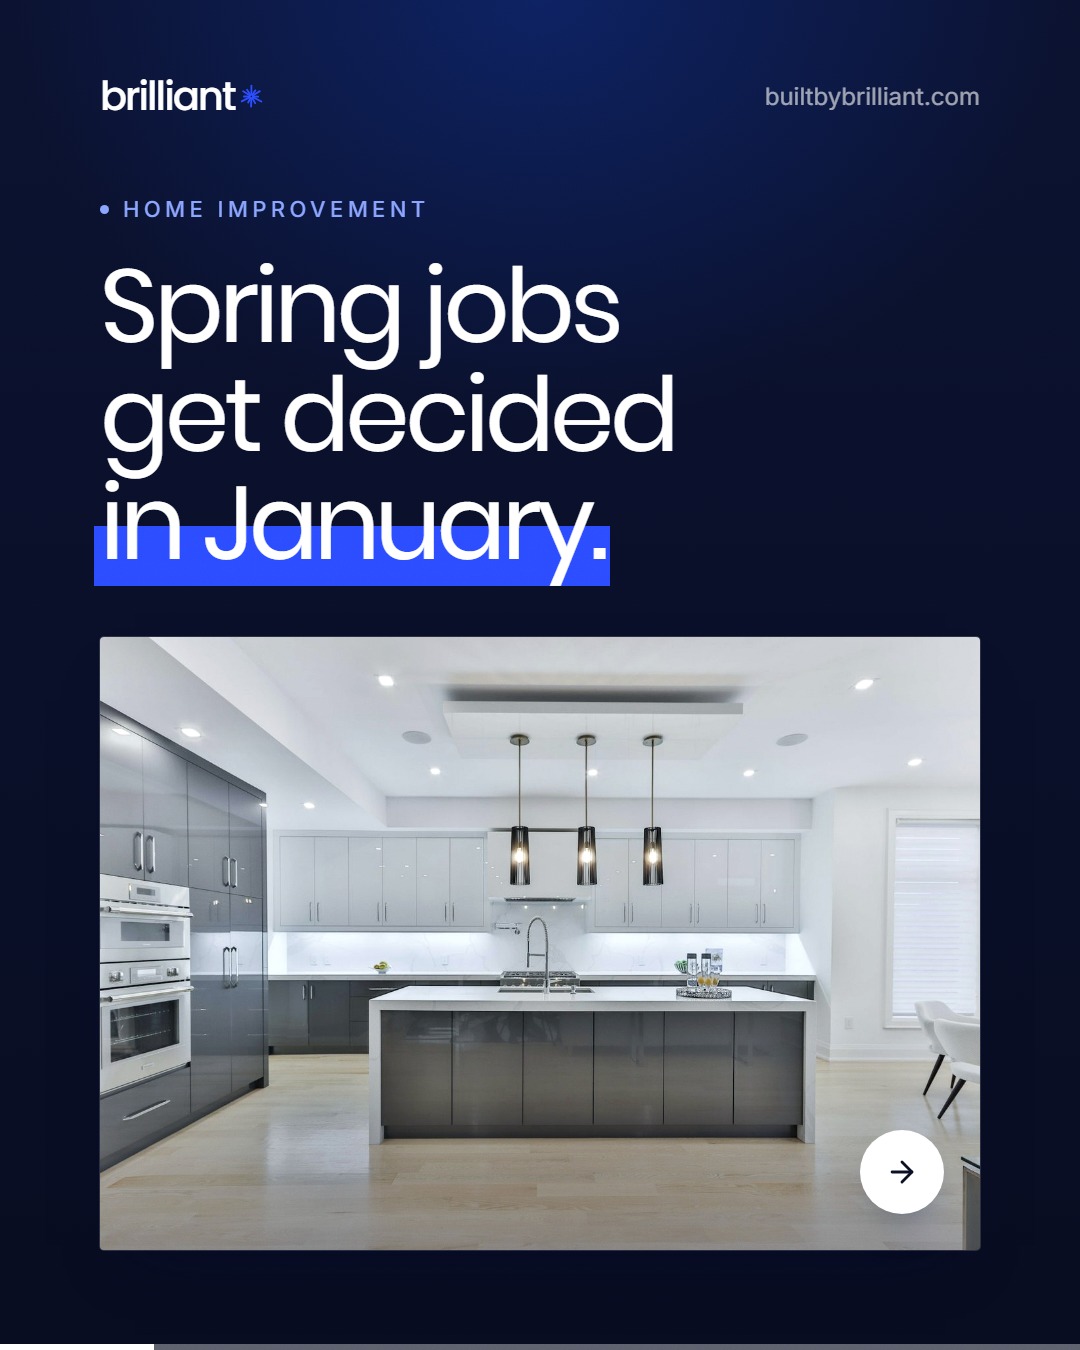 brilliant
builtbybrilliant.com
HOME IMPROVEMENT
Spring jobs
get decided
in January.